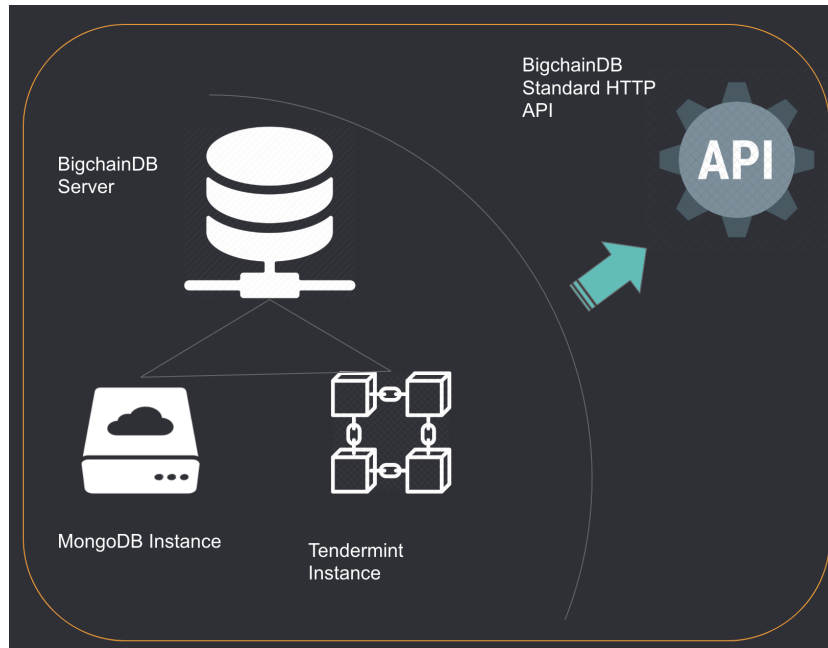 BigchainDB
Standard HTTP
API
API
BigchainDB
Server
MongoDB Instance
Tendermint
Instance